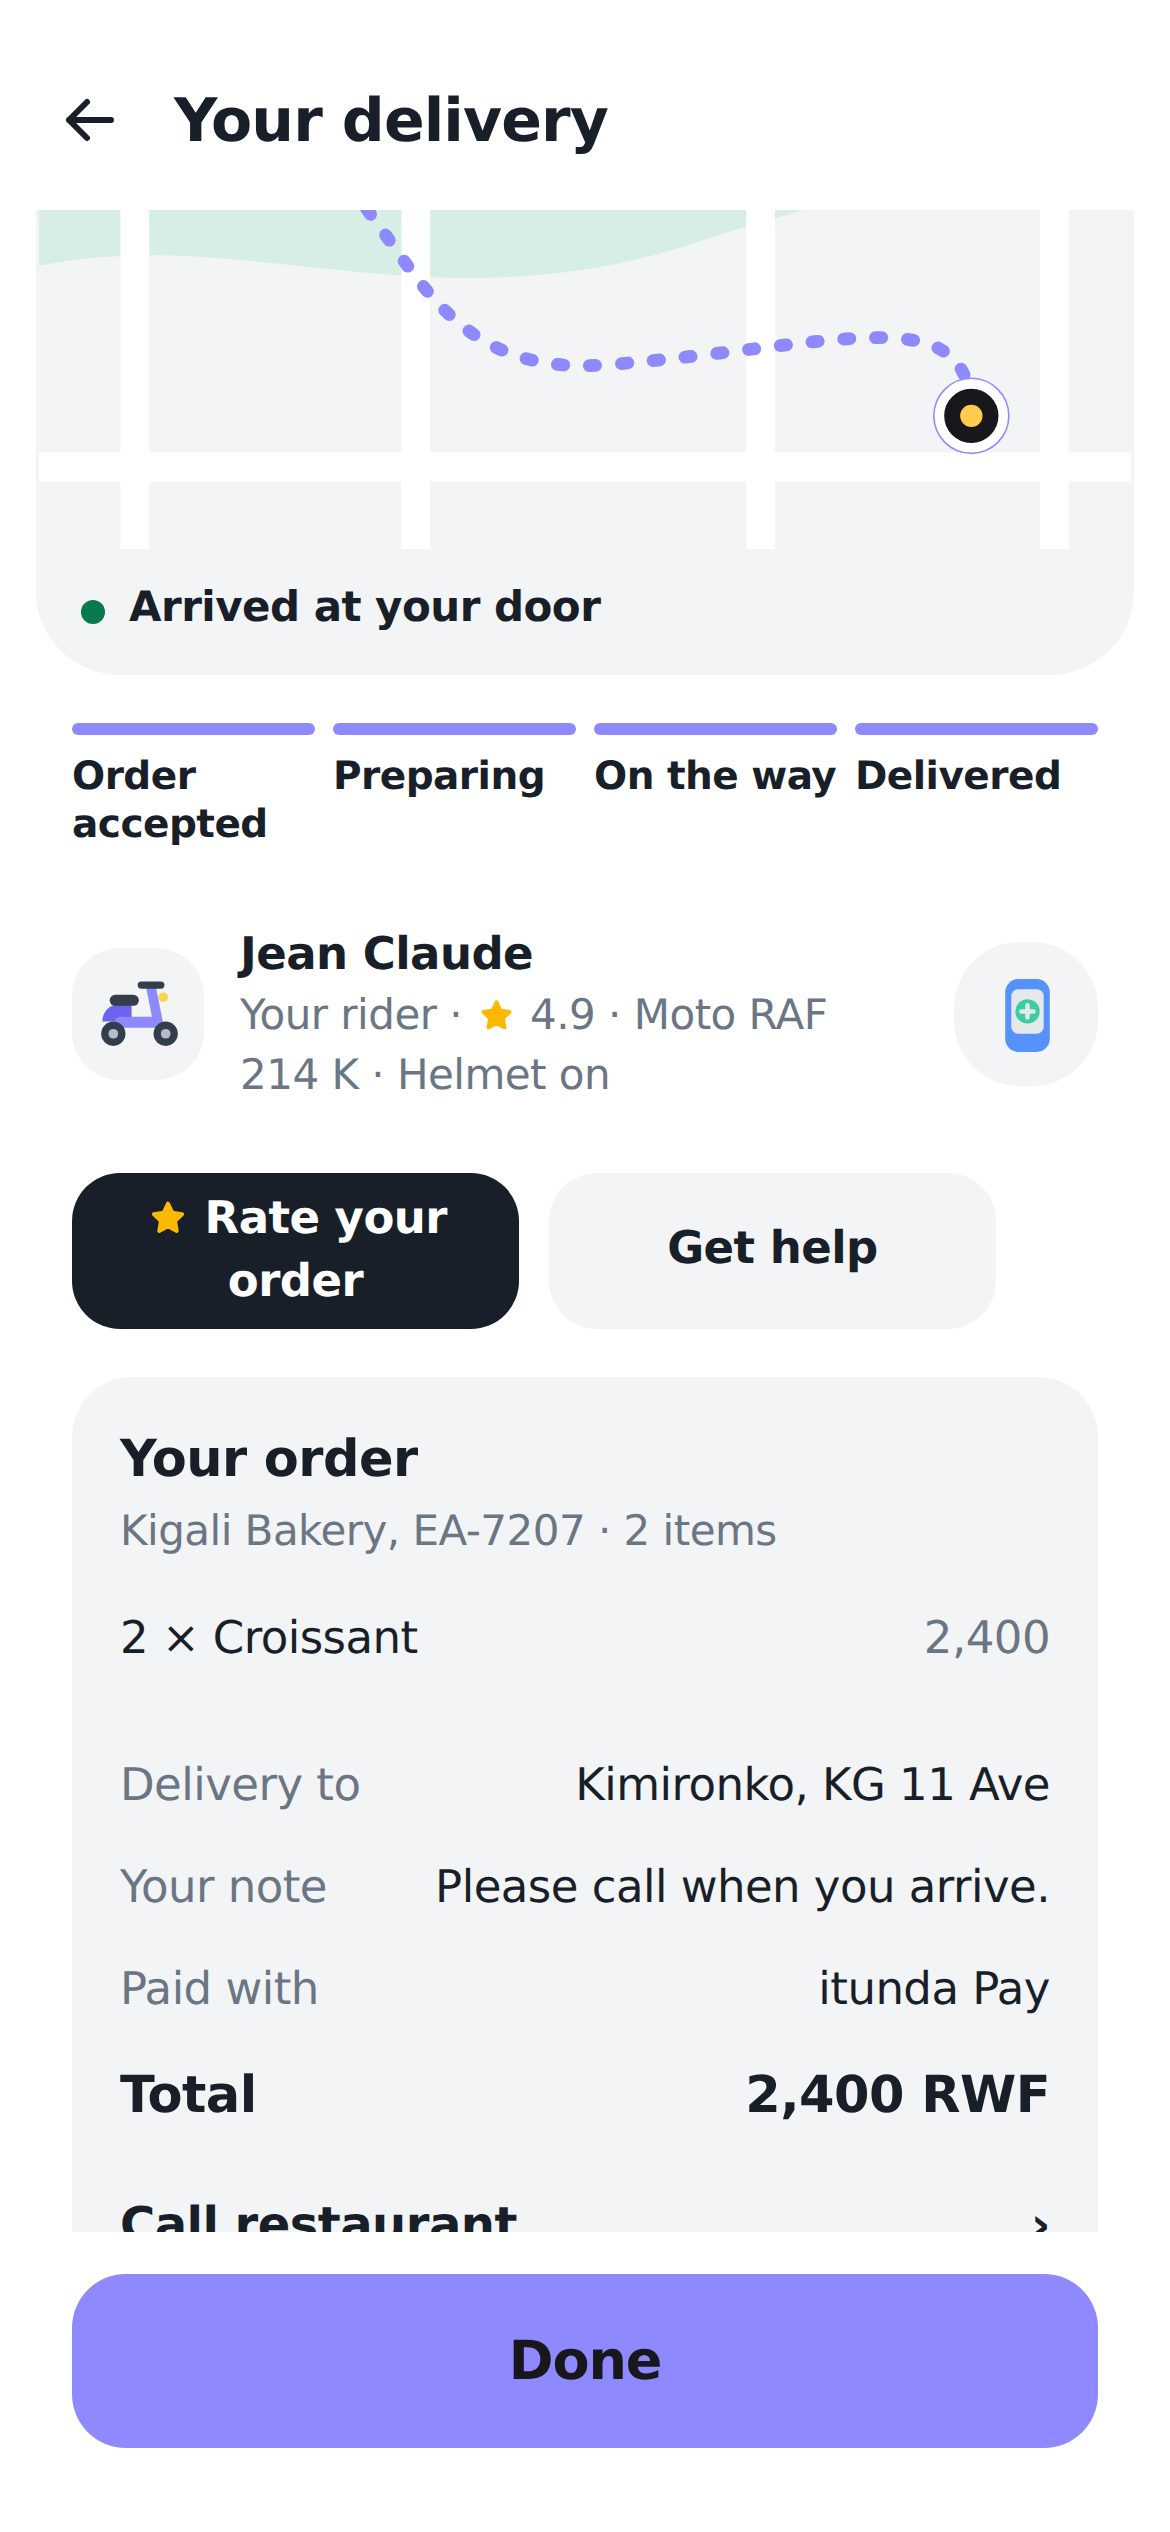 Your delivery
Arrived at your door
Order accepted
Preparing
On the way
Delivered
Jean Claude
Your rider · ⭐ 4.9 · Moto RAF
214 K · Helmet on
⭐ Rate your
order
Get help
Your order
Kigali Bakery, EA-7207 · 2 items
2 × Croissant 2,400
Delivery to Kimironko, KG 11 Ave
Your note Please call when you arrive.
Paid with itunda Pay
Total 2,400 RWF
Call restaurant ›
Done